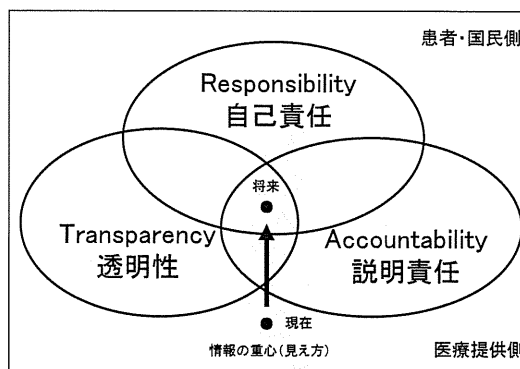 患者・国民側
Responsibility
自己責任
将来
Transparency
透明性
Accountability
説明責任
現在
情報の重心(見え方)
医療提供側